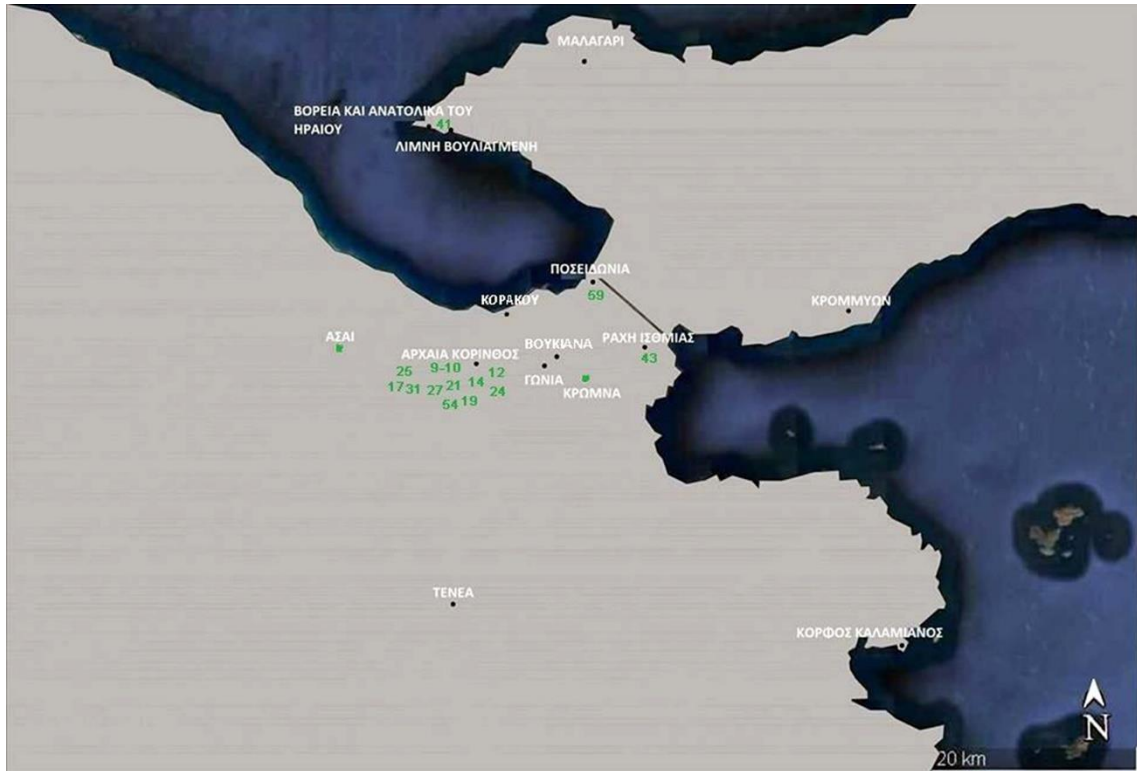 ΜΑΛΑΓΑΡΙ
ΒΟΡΕΙΑ ΚΑΙ ΑΝΑΤΟΛΙΚΑ ΤΟΥ
ΗΡΑΙΟΥ
41
ΛΙΜΝΗ ΒΟΥΛΙΑΓΜΕΝΗ
ΠΟΣΕΙΔΩΝΙΑ
59
ΚΟΡΑΚΟΥ
ΚΡΟΜΜΥΩΝ
ΑΣΑΙ
ΒΟΥΚΙΑΝΑ
ΡΑΧΗ ΙΣΘΜΙΑΣ
43
ΑΡΧΑΙΑ ΚΟΡΙΝΘΟΣ
25 9-10 12
ΓΩΝΙΑ
ΚΡΩΜΝΑ
17 31 27 21 14 24
54 19
ΤΕΝΕΑ
ΚΟΡΦΟΣ ΚΑΛΑΜΙΑΝΟΣ
N
20 km